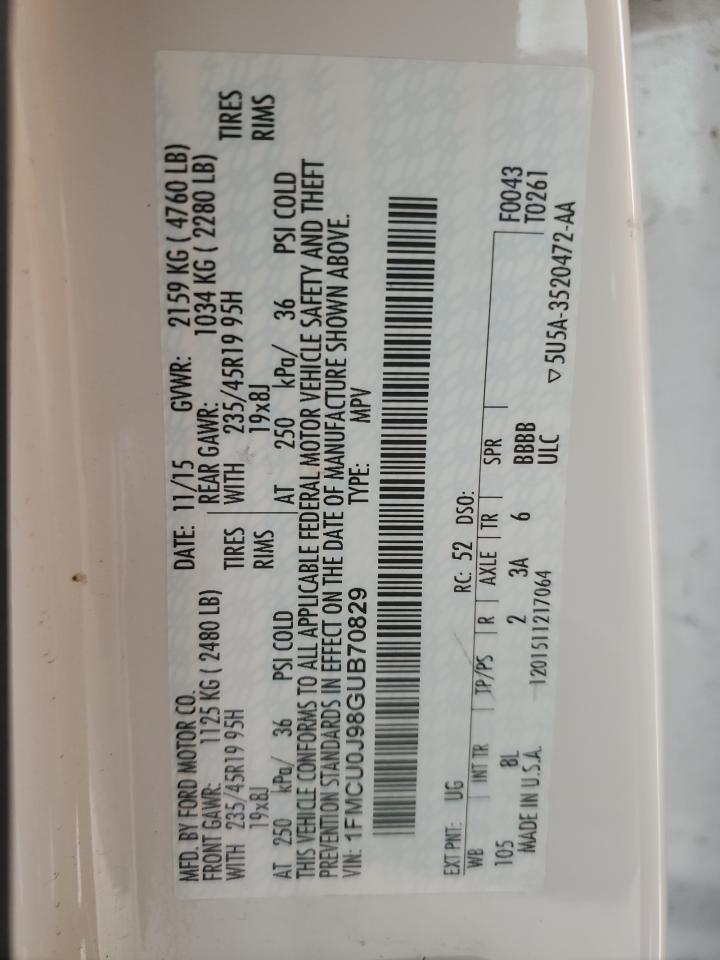 MFD. BY FORD MOTOR CO.
DATE: 11/15 GVWR: 2159 KG ( 4760 LB)
FRONT GAWR: 1125 KG ( 2480 LB)
REAR GAWR: 1034 KG ( 2280 LB)
WITH 235/45R19 95H TIRES
WITH 235/45R19 95H TIRES
19x8J RIMS
19x8J RIMS
AT 250 kPa/ 36 PSI COLD
AT 250 kPa/ 36 PSI COLD
THIS VEHICLE CONFORMS TO ALL APPLICABLE FEDERAL MOTOR VEHICLE SAFETY AND THEFT
PREVENTION STANDARDS IN EFFECT ON THE DATE OF MANUFACTURE SHOWN ABOVE.
VIN: 1FMCU0J98GUB70829 TYPE: MPV
EXT PNT: UG RC: 52 DSO:
WB INT TR TP/PS R AXLE TR SPR F0043
105 8L 2 3A 6 BBBB T0261
MADE IN U.S.A. 1201511217064 ULC
▽5U5A-3520472-AA